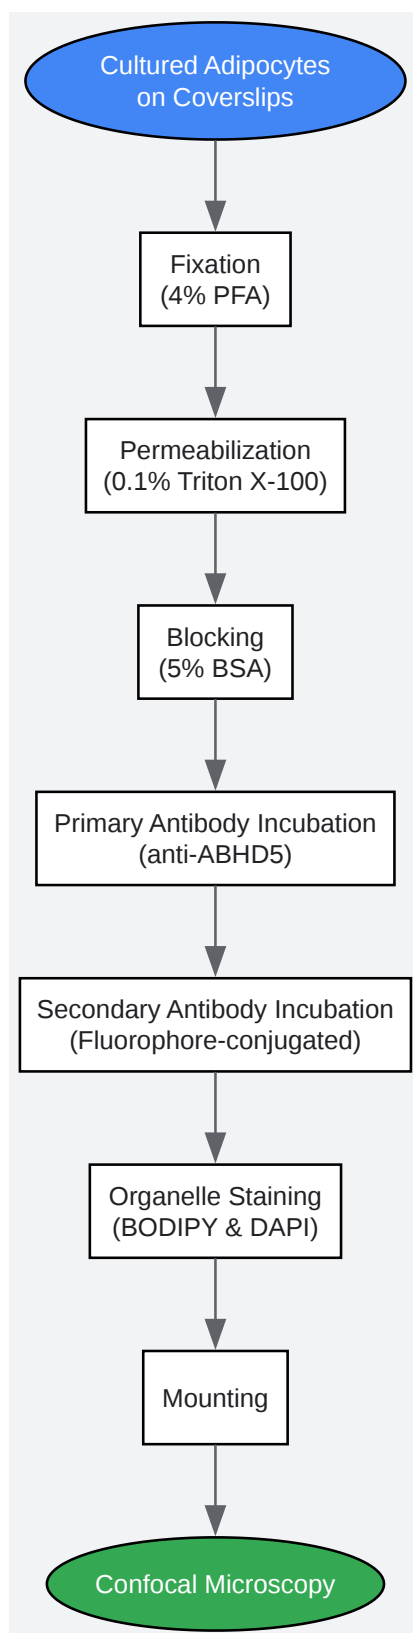 Cultured Adipocytes
on Coverslips
Fixation
(4% PFA)
Permeabilization
(0.1% Triton X-100)
Blocking
(5% BSA)
Primary Antibody Incubation
(anti-ABHD5)
Secondary Antibody Incubation
(Fluorophore-conjugated)
Organelle Staining
(BODIPY & DAPI)
Mounting
Confocal Microscopy